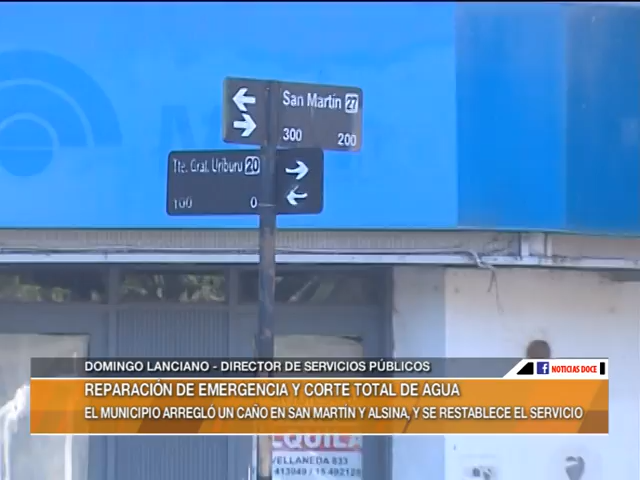 San Martín 27
300 200
Tte. Gral. Uriburu 20
100 0
DOMINGO LANCIANO - DIRECTOR DE SERVICIOS PÚBLICOS
NOTICIAS DOCE
REPARACIÓN DE EMERGENCIA Y CORTE TOTAL DE AGUA
EL MUNICIPIO ARREGLÓ UN CAÑO EN SAN MARTÍN Y ALSINA, Y SE RESTABLECE EL SERVICIO